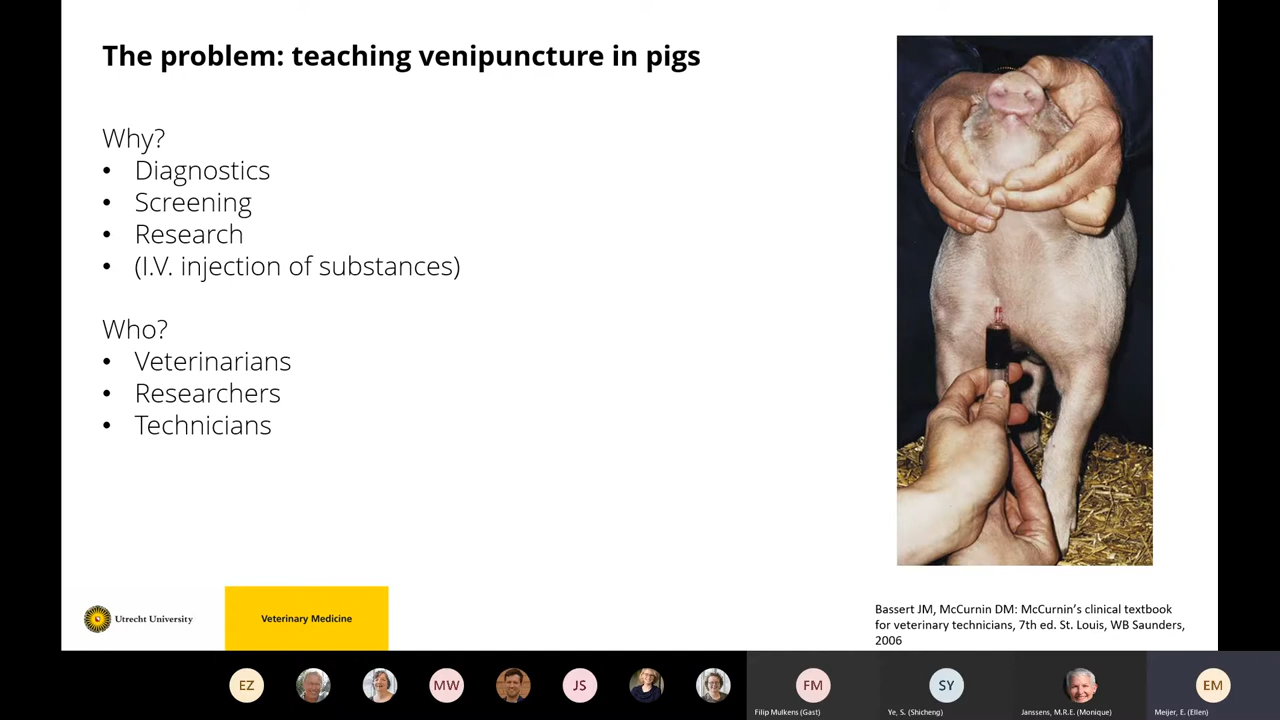 The problem: teaching venipuncture in pigs
Why?
• Diagnostics
• Screening
• Research
• (I.V. injection of substances)
Who?
• Veterinarians
• Researchers
• Technicians
Utrecht University
Veterinary Medicine
Bassert JM, McCurnin DM: McCurnin's clinical textbook
for veterinary technicians, 7th ed. St. Louis, WB Saunders,
2006
EZ
MW
JS
FM
SY
EM
Filip Mulkens (Gast)
Ye, S. (Shicheng)
Janssens, M.R.E. (Monique)
Meijer, E. (Ellen)